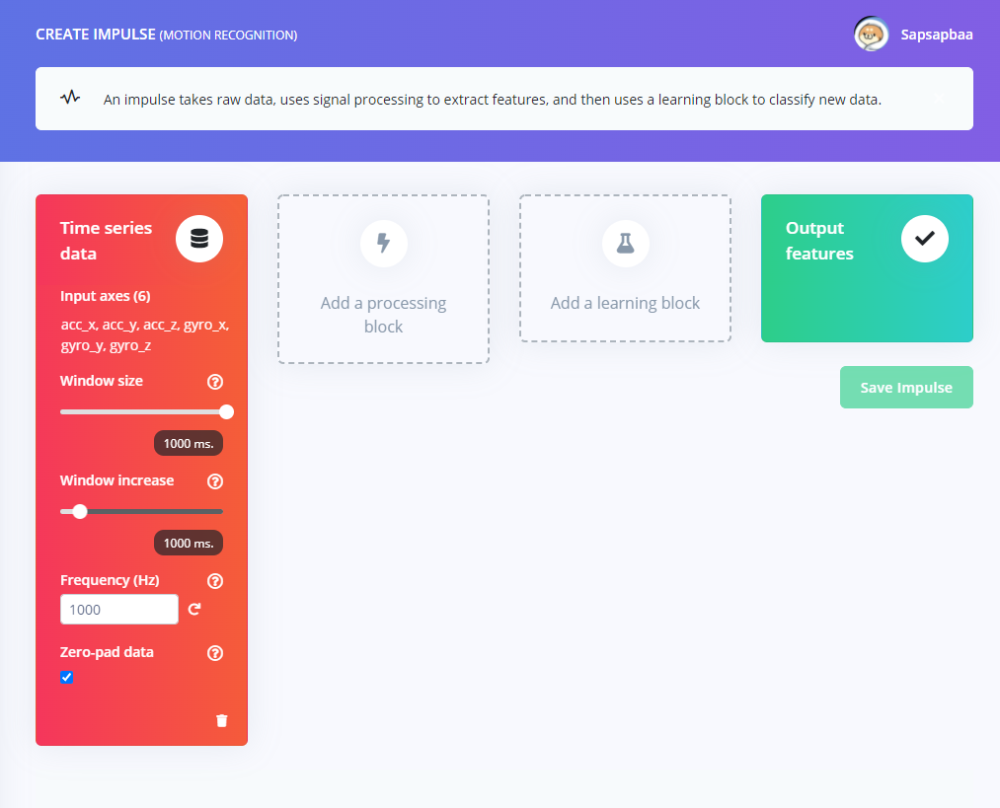 CREATE IMPULSE (MOTION RECOGNITION)
Sapsapbaa
An impulse takes raw data, uses signal processing to extract features, and then uses a learning block to classify new data.
Time series
data
Input axes (6)
acc_x, acc_y, acc_z, gyro_x,
gyro_y, gyro_z
Window size
1000 ms.
Window increase
1000 ms.
Frequency (Hz)
1000
Zero-pad data
Add a processing
block
Add a learning block
Output
features
Save Impulse